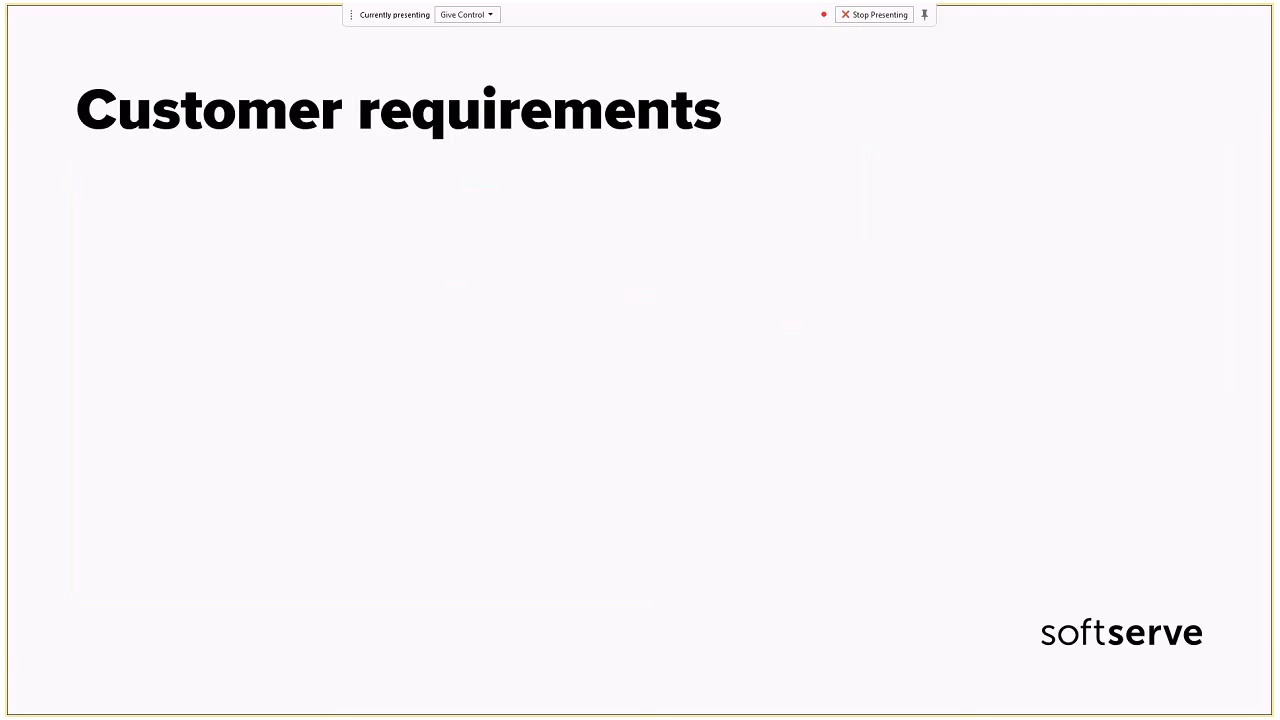 Currently presenting Give Control Stop Presenting
Customer requirements
softserve